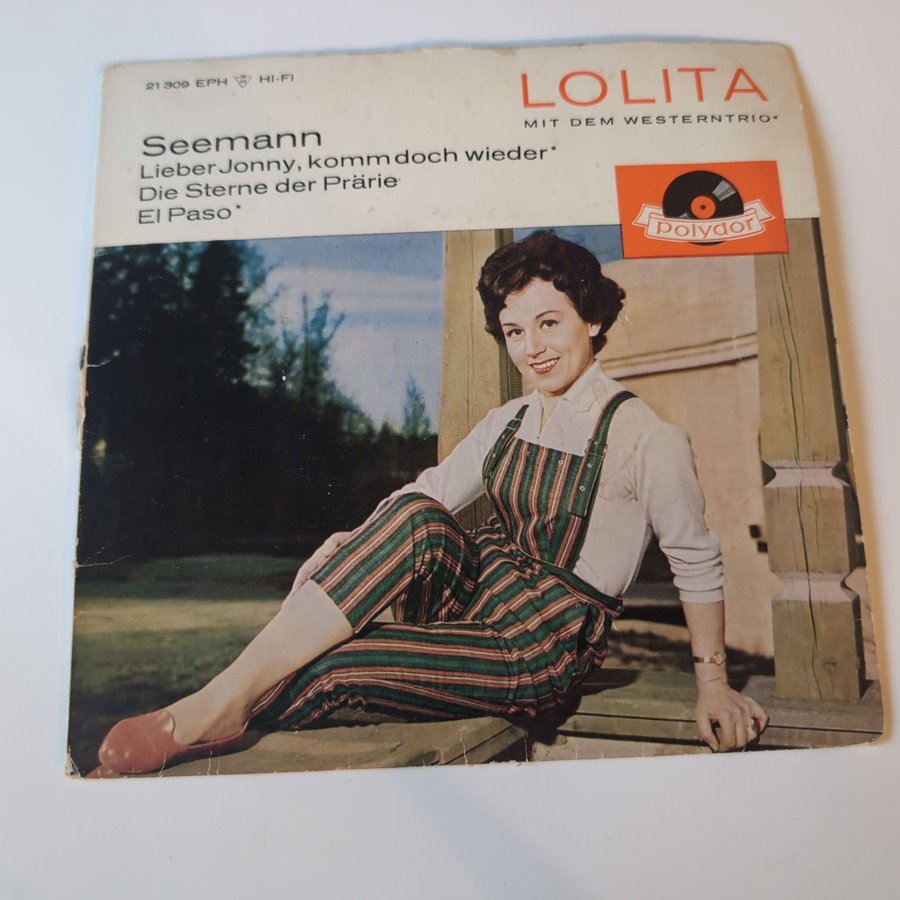 21 309 EPH HI-FI
LOLITA
MIT DEM WESTERNTRIO*
Seemann
Lieber Jonny, komm doch wieder*
Die Sterne der Prärie
El Paso*
polydor